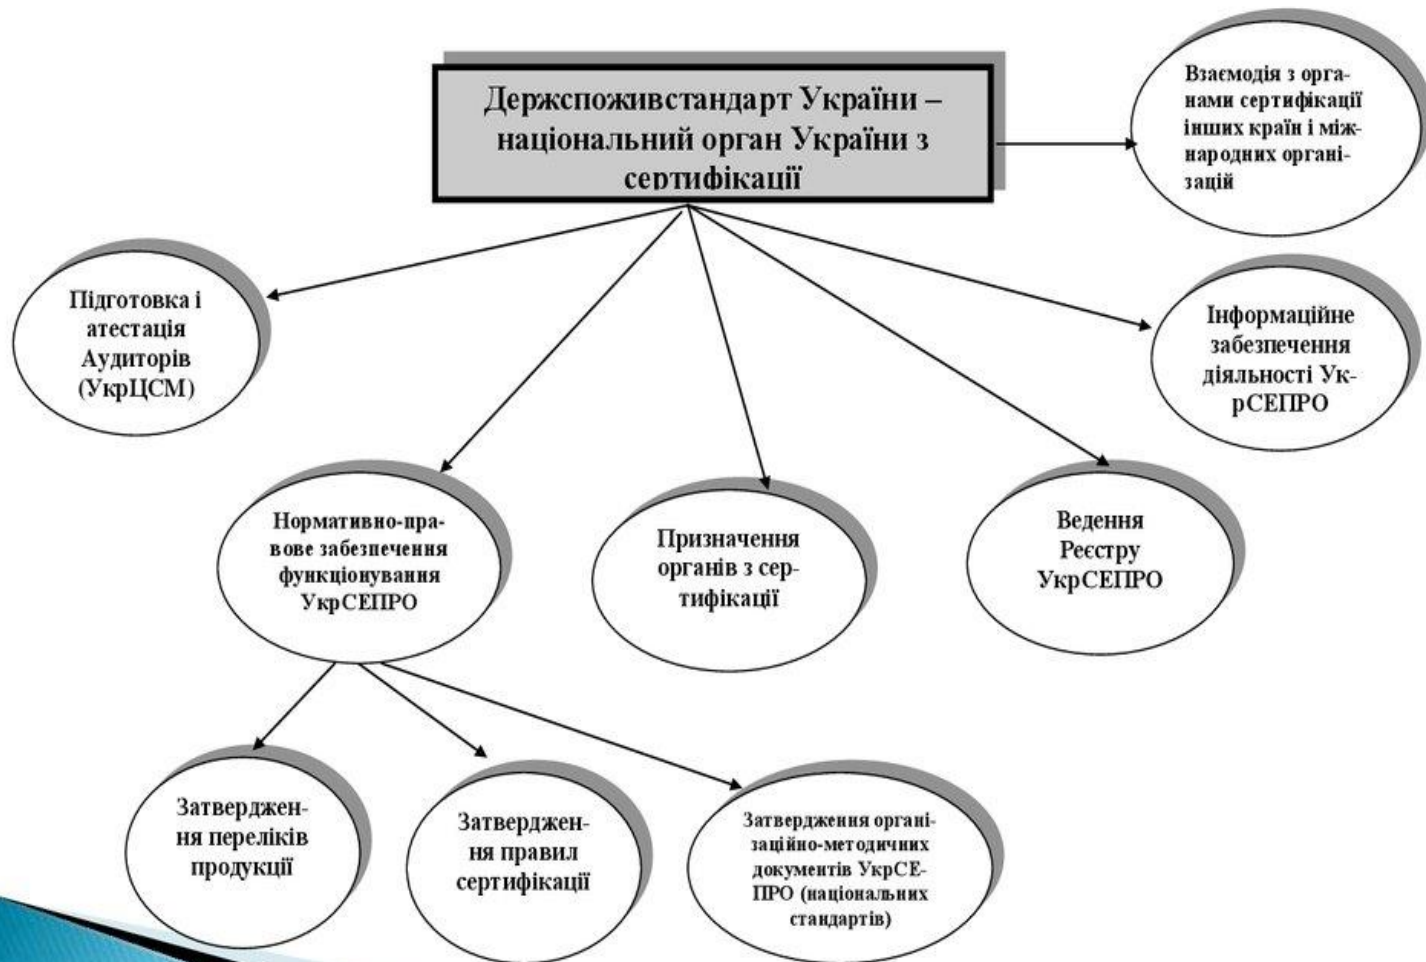 Держспоживстандарт України –
національний орган України з
сертифікації
Взаємодія з орга-
нами сертифікації
інших країн і між-
народних органі-
зацій
Підготовка і
атестація
Аудиторів
(УкрЦСМ)
Інформаційне
забезпечення
діяльності Ук-
рСЕПРО
Нормативно-пра-
вове забезпечення
функціонування
УкрСЕПРО
Призначення
органів з сер-
тифікації
Ведення
Реєстру
УкрСЕПРО
Затверджен-
ня переліків
продукції
Затверджен-
ня правил
сертифікації
Затвердження органі-
заційно-методичних
документів УкрСЕ-
ПРО (національних
стандартів)